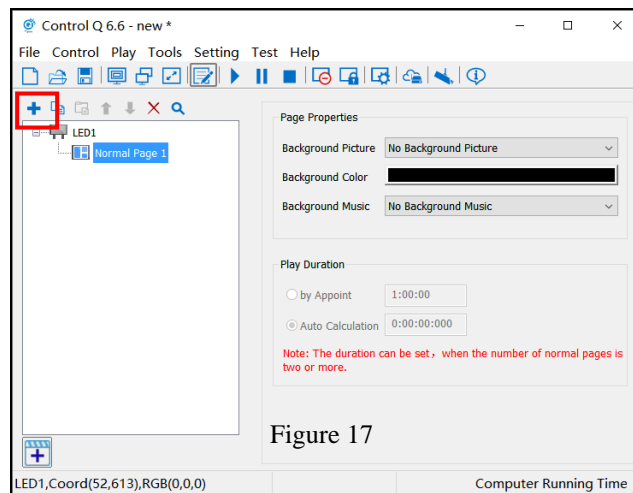 Control Q 6.6 - new *
File Control Play Tools Setting Test Help
LED1
Normal Page 1
Page Properties
Background Picture No Background Picture
Background Color
Background Music No Background Music
Play Duration
by Appoint 1:00:00
Auto Calculation 0:00:00:000
Note: The duration can be set，when the number of normal pages is
two or more.
Figure 17
LED1,Coord(52,613),RGB(0,0,0) Computer Running Time